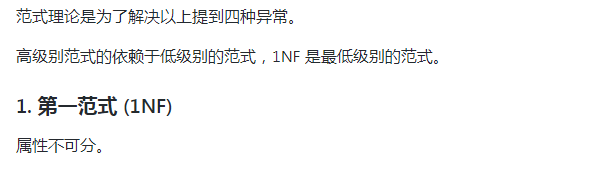 范式理论是为了解决以上提到四种异常。
高级别范式的依赖于低级别的范式，1NF 是最低级别的范式。
1. 第一范式 (1NF)
属性不可分。